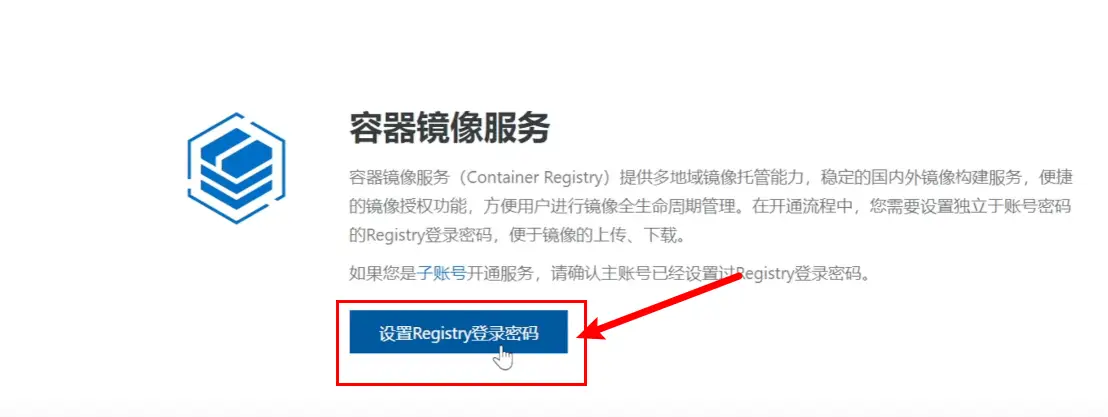 容器镜像服务
容器镜像服务（Container Registry）提供多地域镜像托管能力，稳定的国内外镜像构建服务，便捷
的镜像授权功能，方便用户进行镜像全生命周期管理。在开通流程中，您需要设置独立于账号密码
的Registry登录密码，便于镜像的上传、下载。
如果您是子账号开通服务，请确认主账号已经设置过Registry登录密码。
设置Registry登录密码